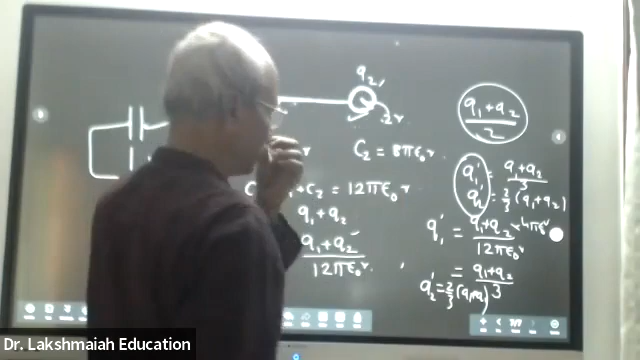 q₂'
2r
C₂ = 8πε₀r
C₁ + C₂ = 12πε₀r
q₁ + q₂
q₁+q₂
12πε₀r
q₁+q₂
2
q₁' = q₁+q₂
3
q₂' = 2/3 (q₁+q₂)
q₁' = q₁+q₂ × 4πε₀r
12πε₀r
= q₁+q₂
3
q₂' = 2/3 (q₁+q₂)
Dr. Lakshmaiah Education